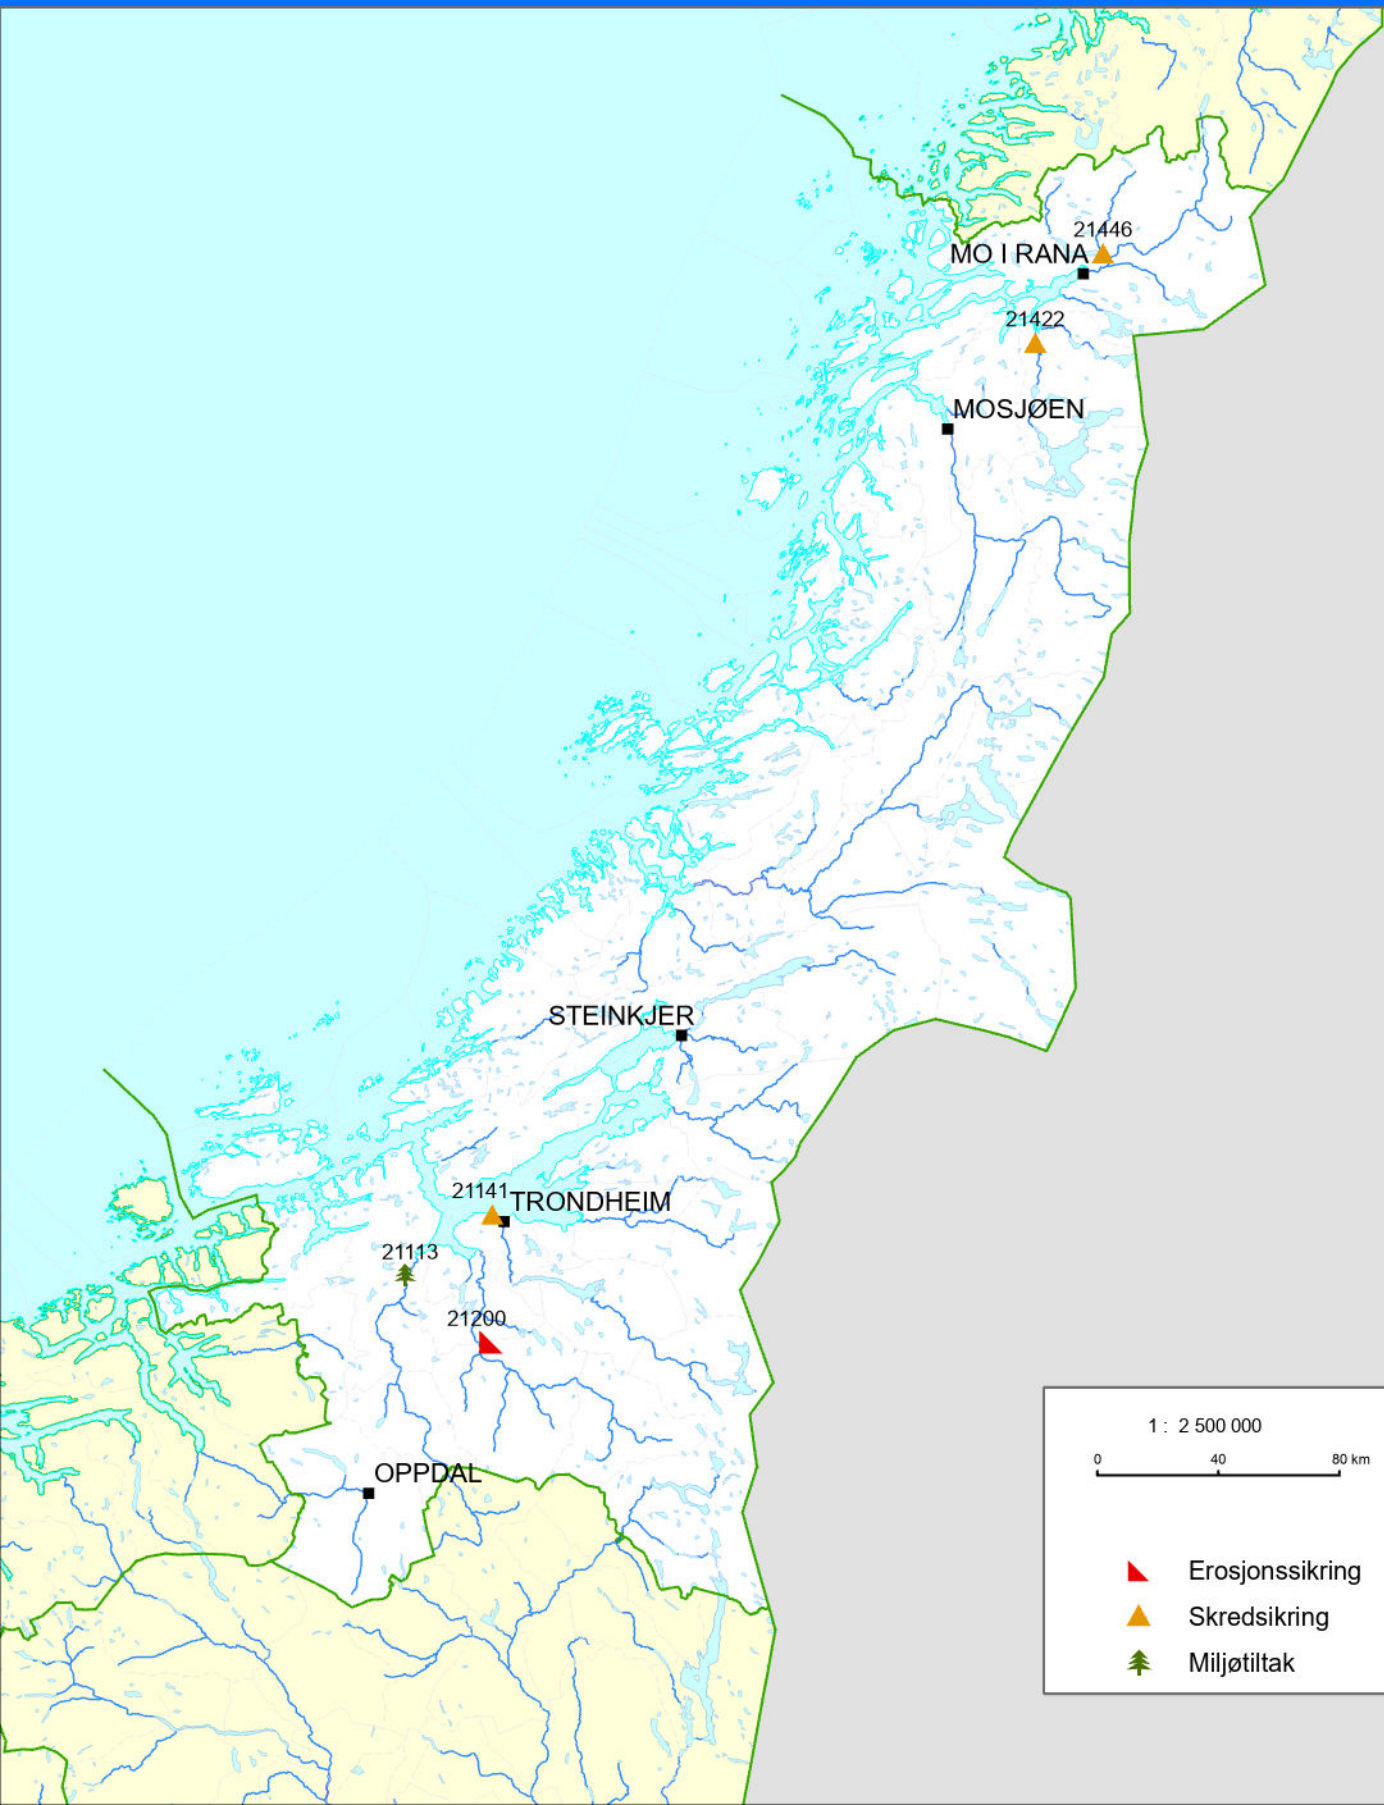 21446
MO I RANA
21422
MOSJØEN
STEINKJER
21141
TRONDHEIM
21113
21200
OPPDAL
1 : 2 500 000
0 40 80 km
Erosjonssikring
Skredsikring
Miljøtiltak